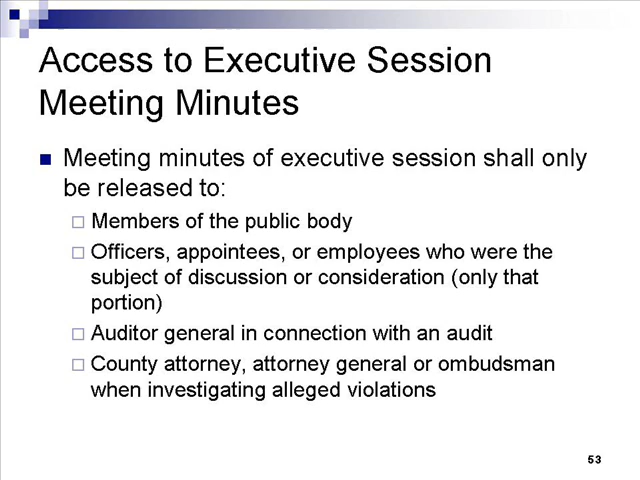 Access to Executive Session
Meeting Minutes
Meeting minutes of executive session shall only
be released to:
Members of the public body
Officers, appointees, or employees who were the
subject of discussion or consideration (only that
portion)
Auditor general in connection with an audit
County attorney, attorney general or ombudsman
when investigating alleged violations
53